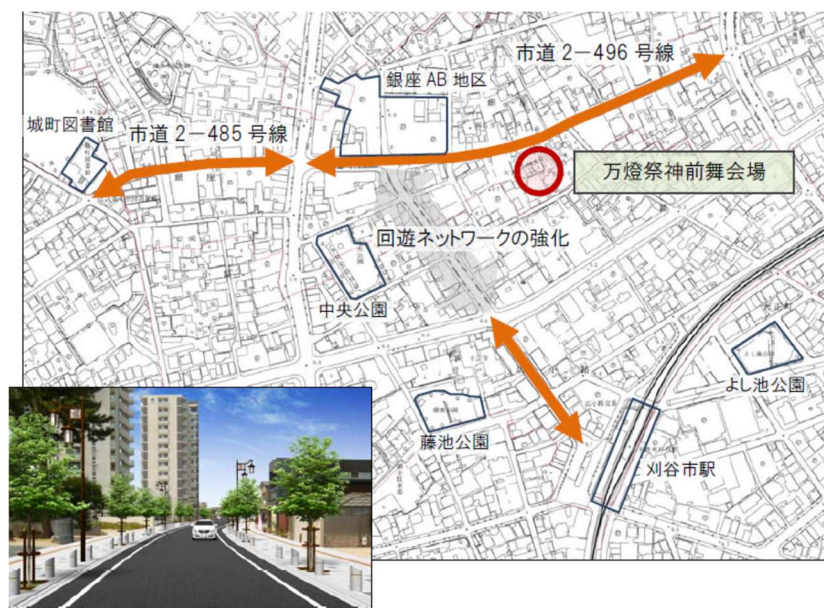 市道2－496号線
銀座AB地区
城町図書館
市道2－485号線
万燈祭神前舞会場
回遊ネットワークの強化
中央公園
よし池公園
藤池公園
刈谷市駅